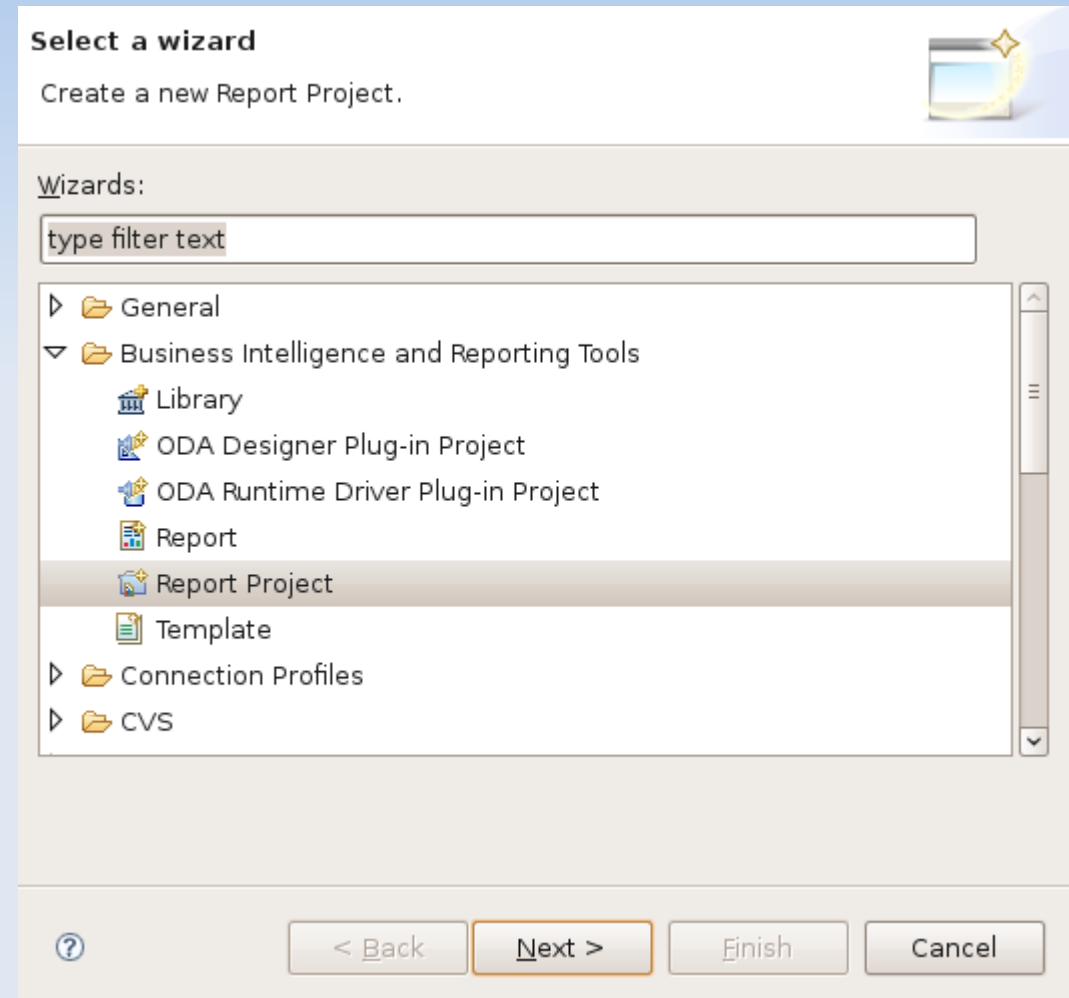 Select a wizard
Create a new Report Project.
Wizards:
type filter text
General
Business Intelligence and Reporting Tools
Library
ODA Designer Plug-in Project
ODA Runtime Driver Plug-in Project
Report
Report Project
Template
Connection Profiles
CVS
? < Back Next > Finish Cancel